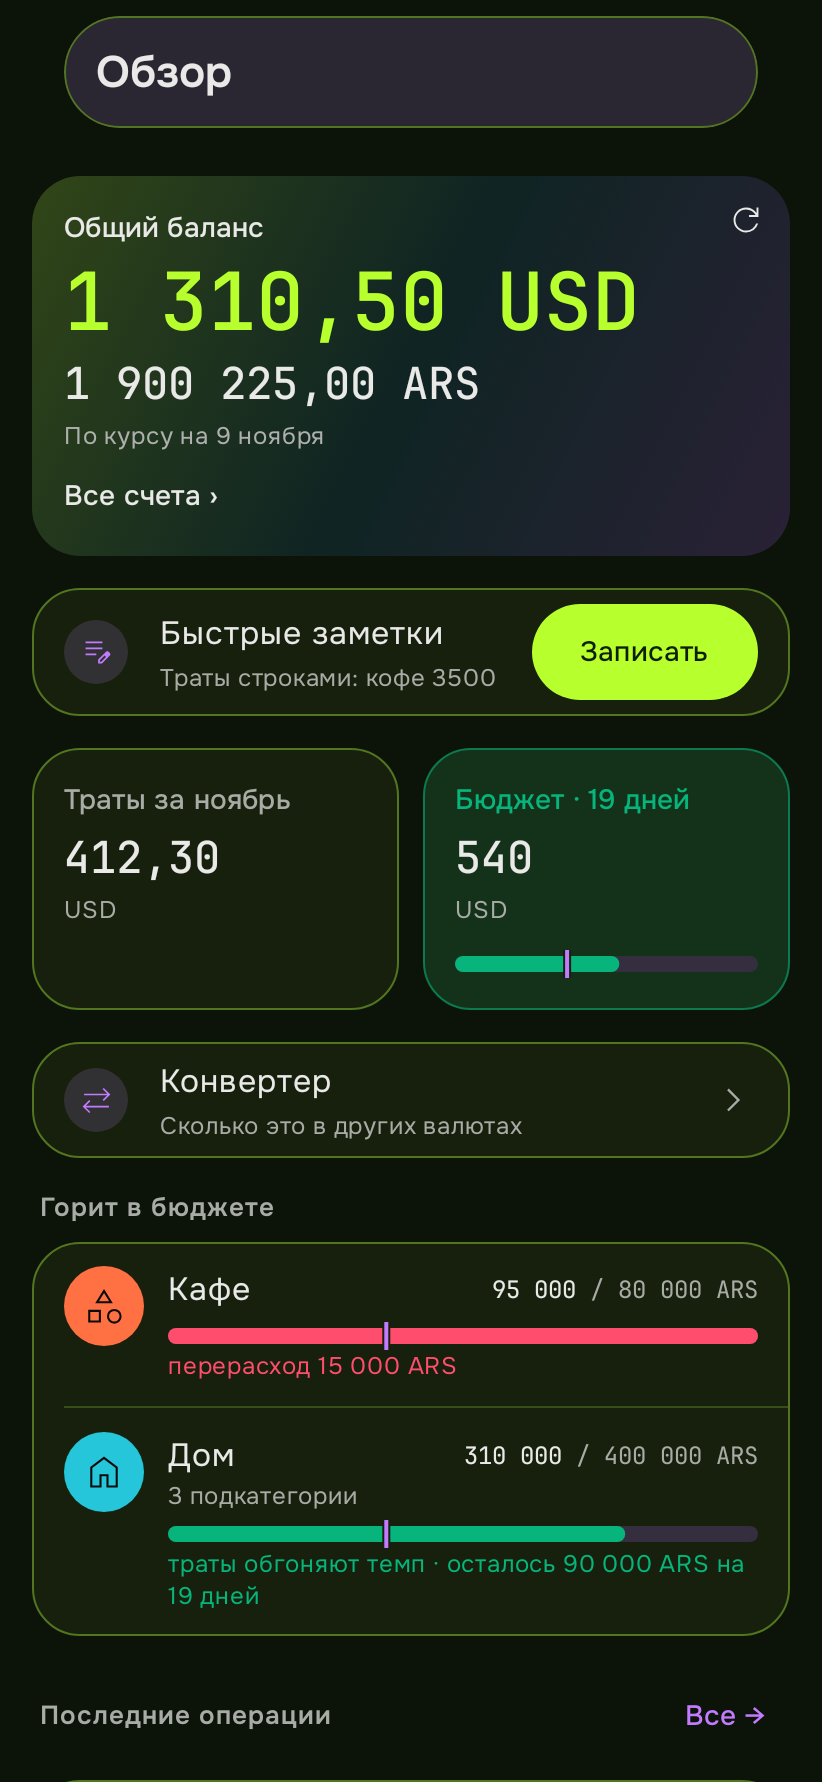 Обзор
Общий баланс
1 310,50 USD
1 900 225,00 ARS
По курсу на 9 ноября
Все счета ›
Быстрые заметки
Траты строками: кофе 3500
Записать
Траты за ноябрь
412,30
USD
Бюджет · 19 дней
540
USD
Конвертер
Сколько это в других валютах
Горит в бюджете
Кафе
95 000 / 80 000 ARS
перерасход 15 000 ARS
Дом
310 000 / 400 000 ARS
3 подкатегории
траты обгоняют темп · осталось 90 000 ARS на
19 дней
Последние операции
Все →